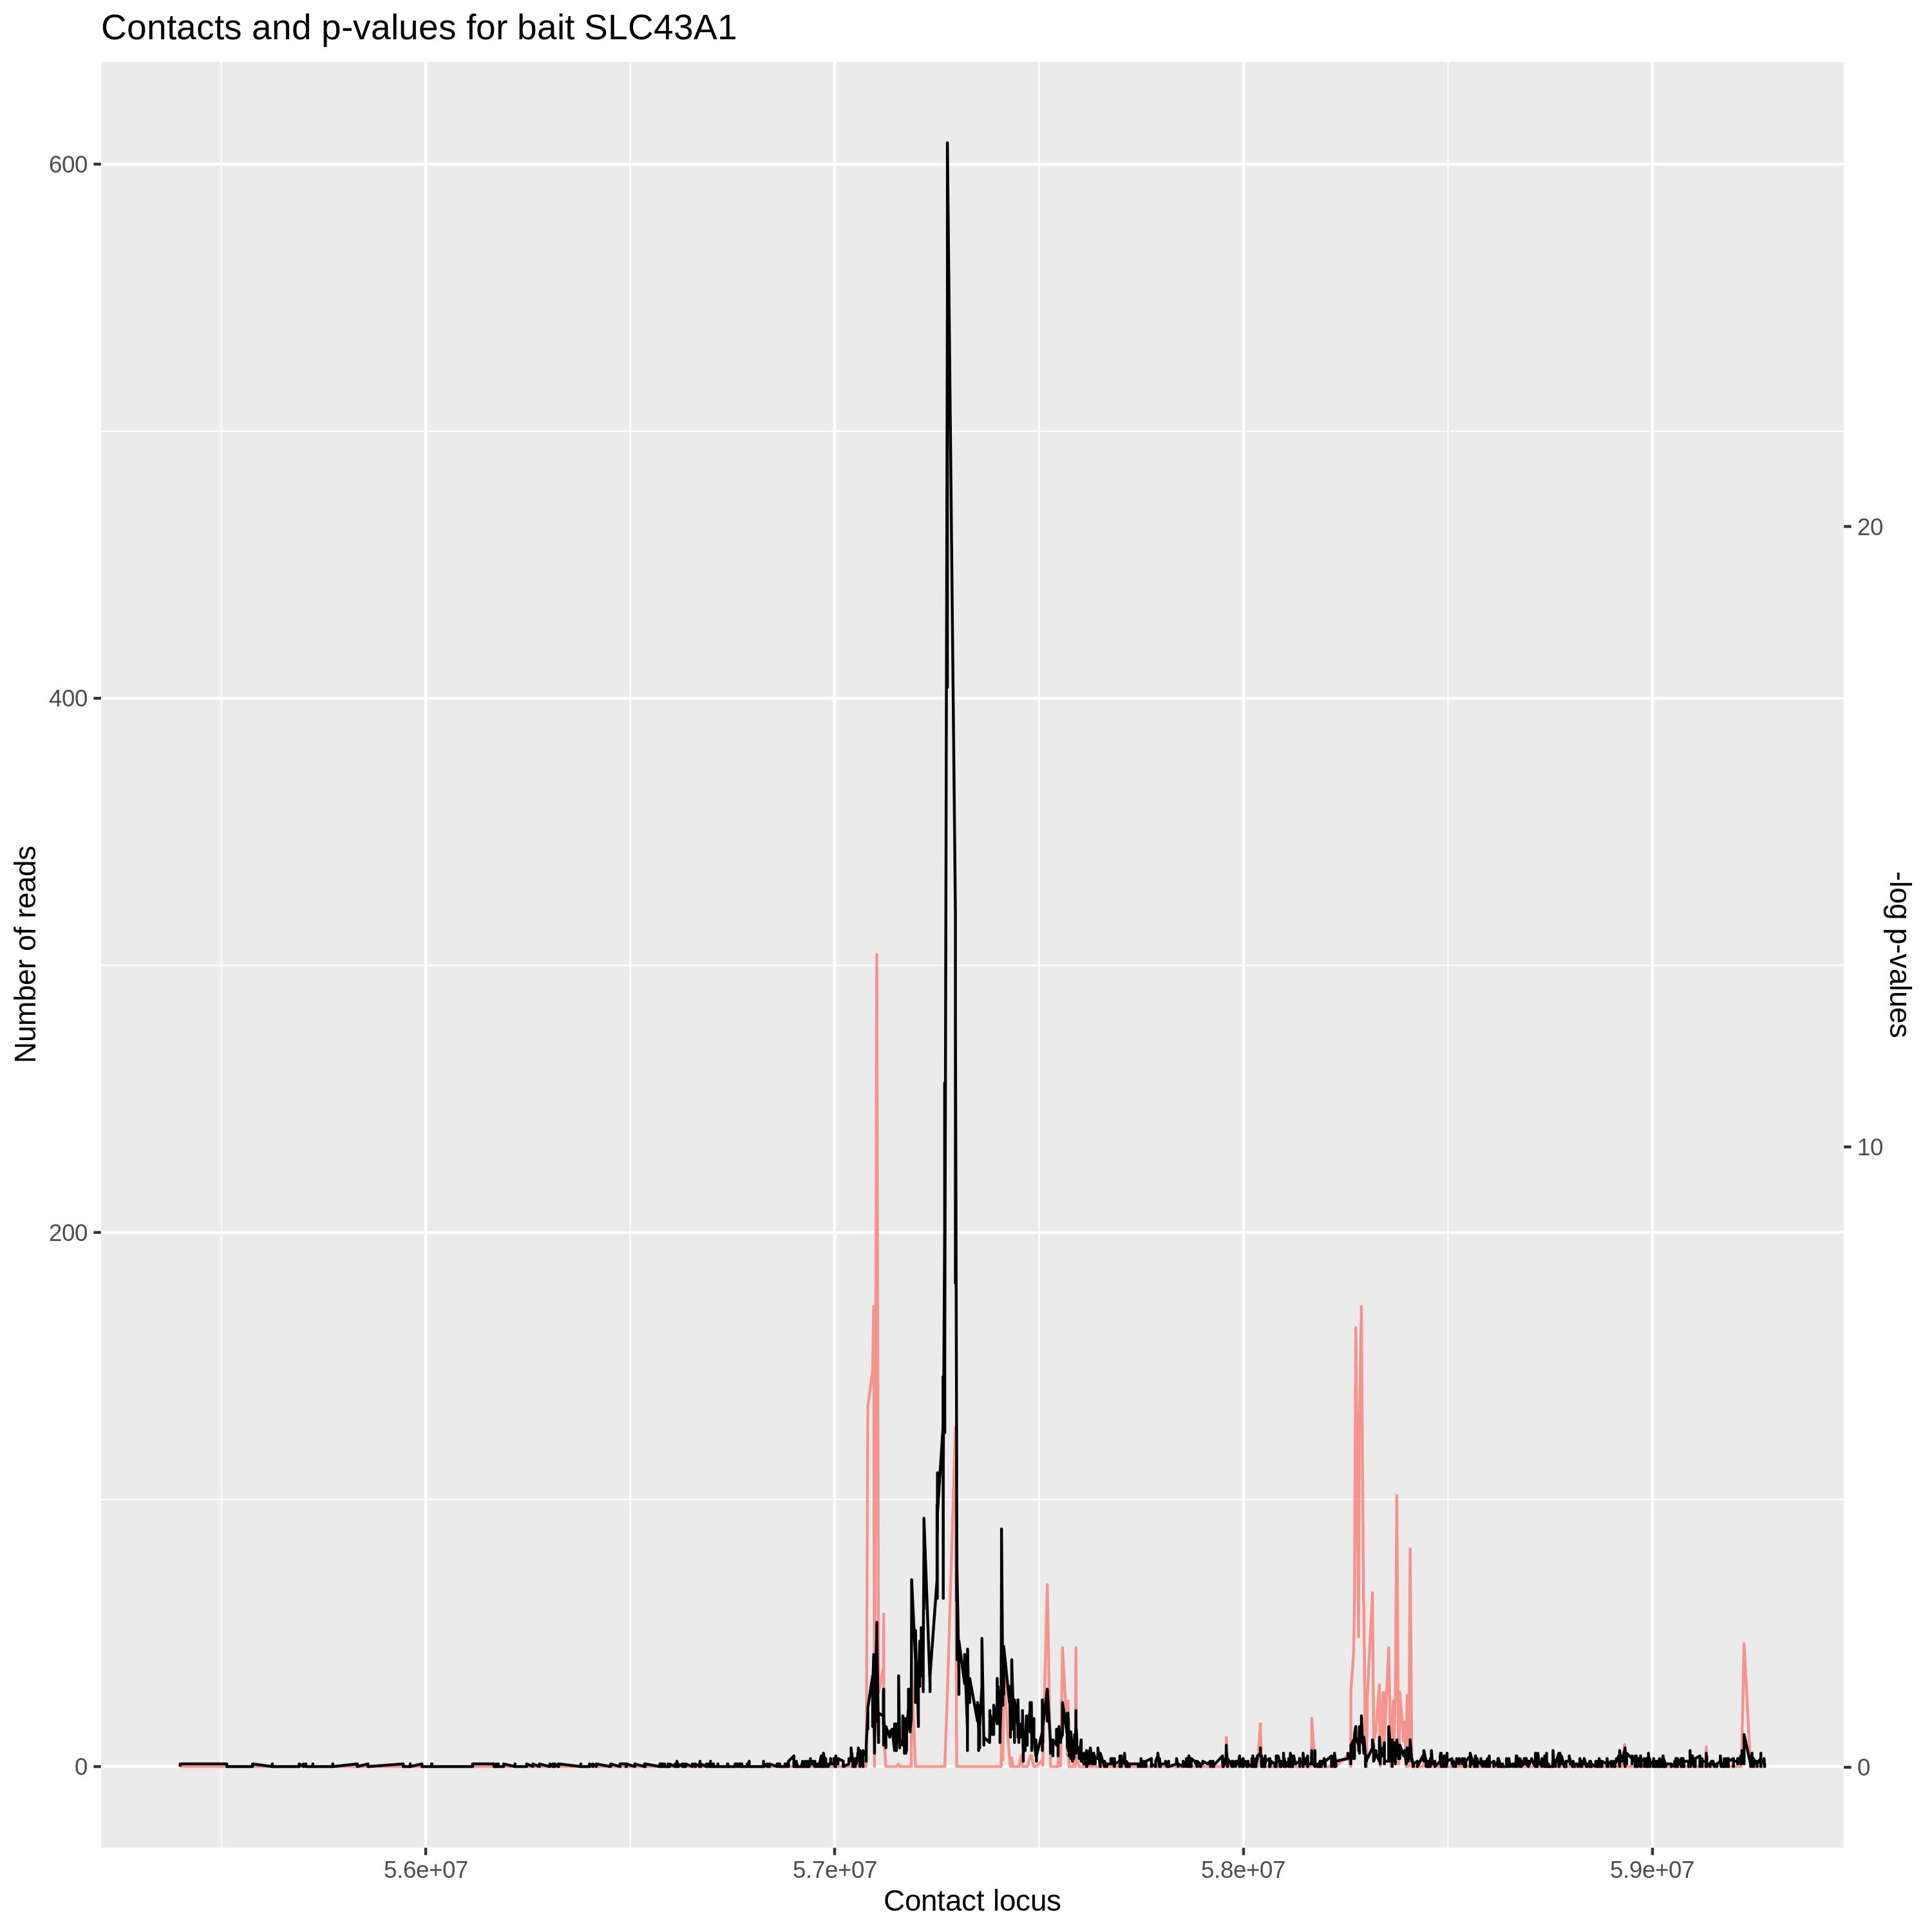 Contacts and p-values for bait SLC43A1
600
400
200
0
Number of reads
20
10
0
-log p-values
5.6e+07
5.7e+07
5.8e+07
5.9e+07
Contact locus